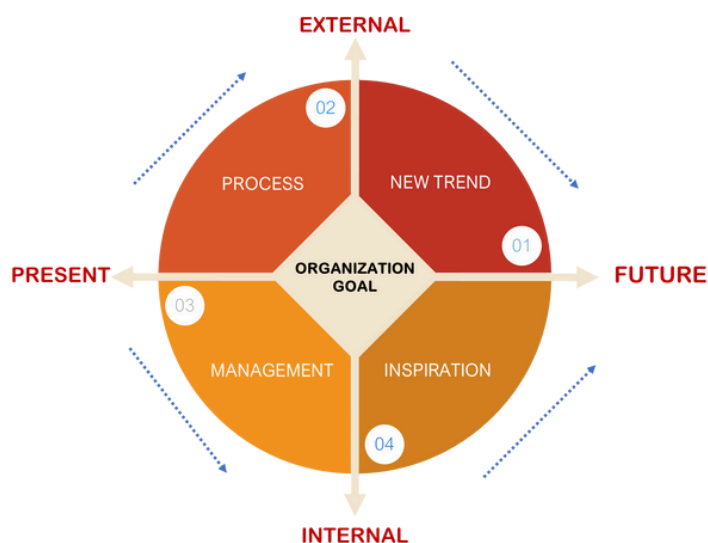 EXTERNAL
02
PROCESS
NEW TREND
01
PRESENT
ORGANIZATION
GOAL
FUTURE
03
MANAGEMENT
INSPIRATION
04
INTERNAL